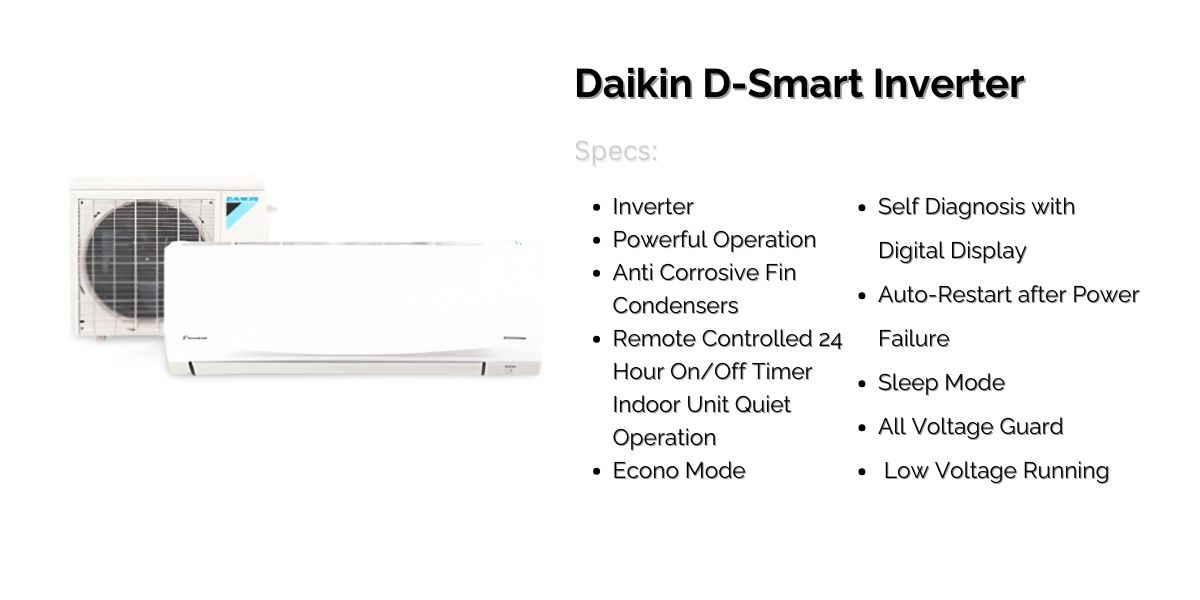 Daikin D-Smart Inverter
Specs:
Inverter
Powerful Operation
Anti Corrosive Fin
Condensers
Remote Controlled 24
Hour On/Off Timer
Indoor Unit Quiet
Operation
Econo Mode
Self Diagnosis with
Digital Display
Auto-Restart after Power
Failure
Sleep Mode
All Voltage Guard
Low Voltage Running
DAIKIN